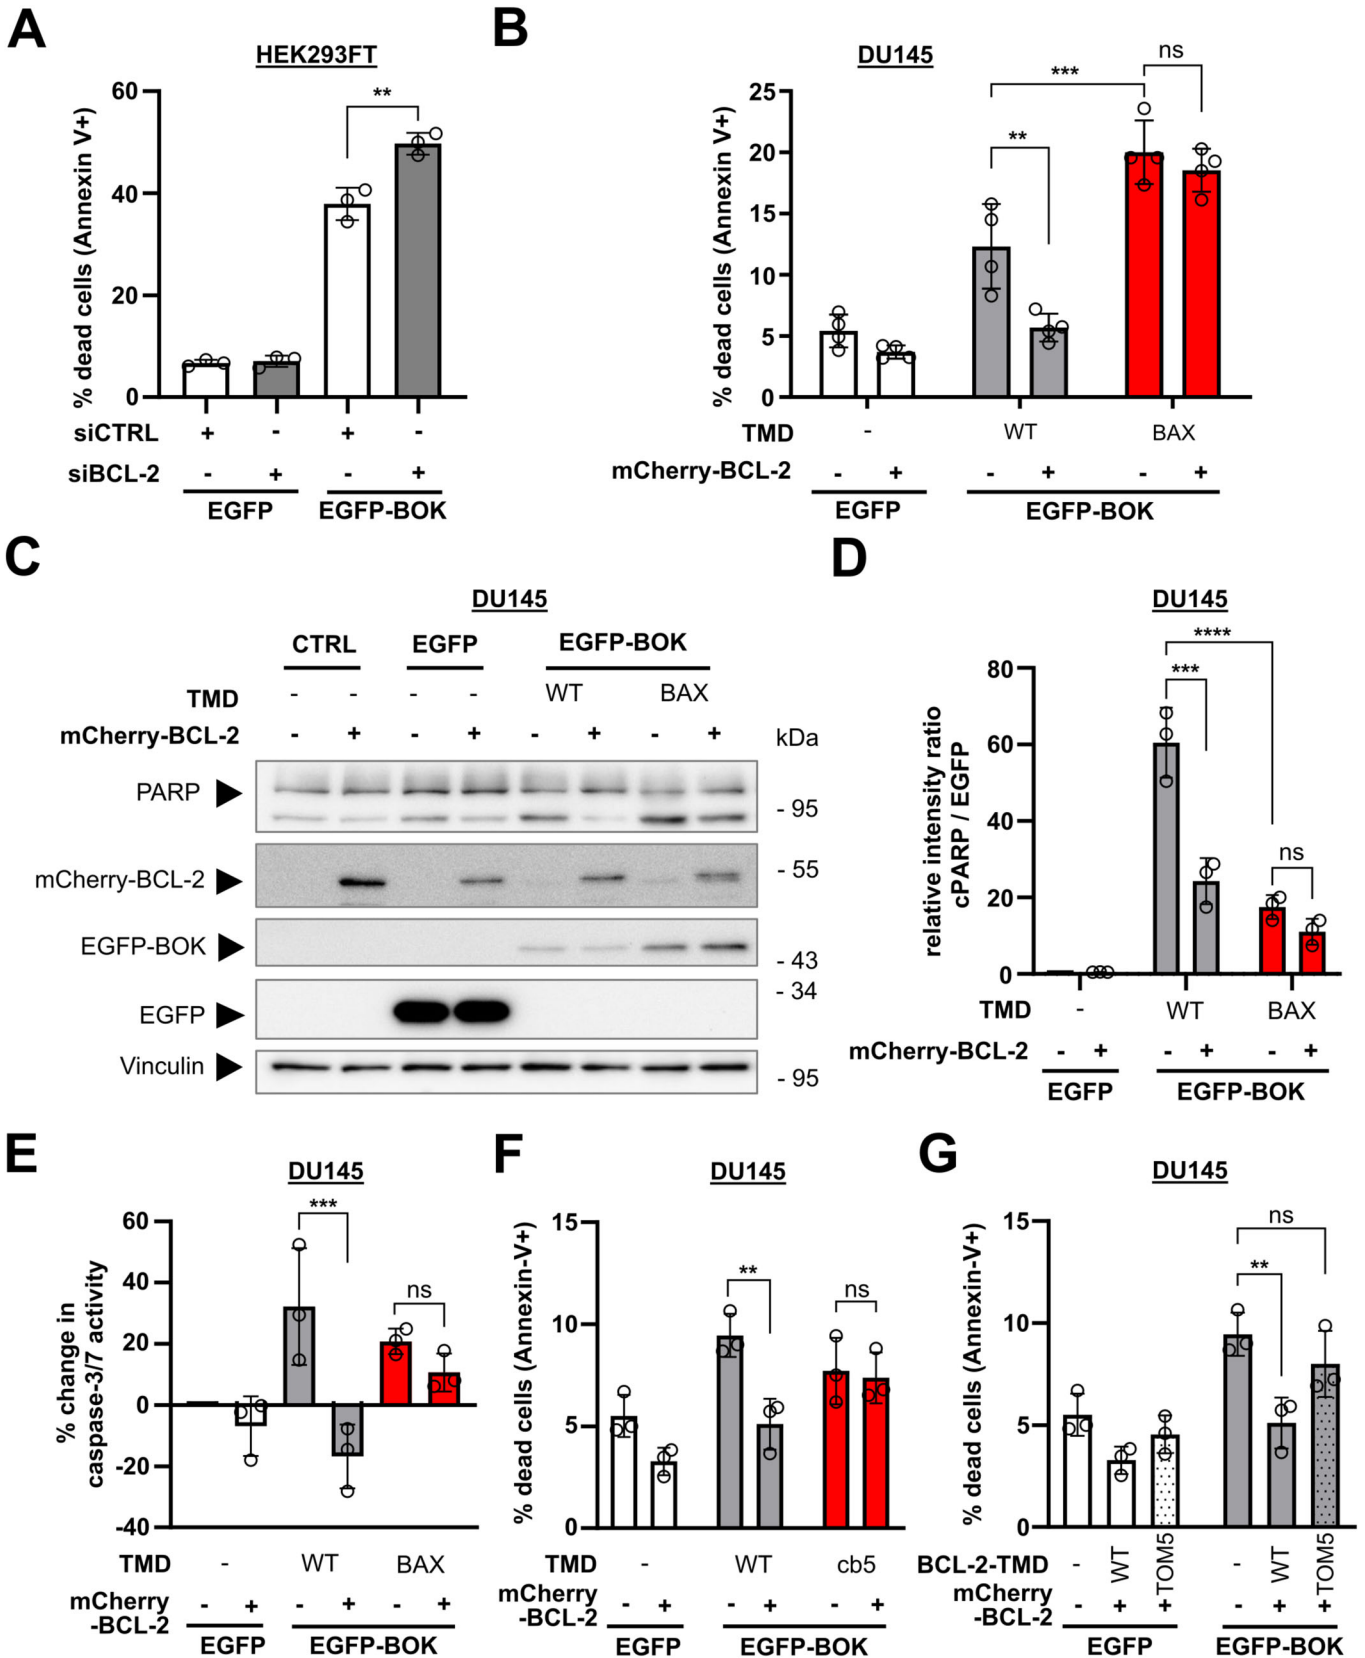 A
HEK293FT
% dead cells (Annexin V+)
60
40
20
0
**
siCTRL + - + -
siBCL-2 - + - +
EGFP EGFP-BOK
B
DU145
% dead cells (Annexin V+)
25
20
15
10
5
0
**
***
ns
TMD - WT BAX
mCherry-BCL-2 - + - + - +
EGFP EGFP-BOK
C
DU145
CTRL EGFP EGFP-BOK
TMD - - - - WT BAX
mCherry-BCL-2 - + - + - + - +
kDa
PARP
- 95
mCherry-BCL-2
- 55
EGFP-BOK
- 43
- 34
EGFP
Vinculin
- 95
D
DU145
relative intensity ratio
cPARP / EGFP
80
60
40
20
0
****
***
ns
TMD - WT BAX
mCherry-BCL-2 - + - + - +
EGFP EGFP-BOK
E
DU145
% change in
caspase-3/7 activity
60
40
20
0
-20
-40
***
ns
TMD - WT BAX
mCherry
-BCL-2 - + - + - +
EGFP EGFP-BOK
F
DU145
% dead cells (Annexin-V+)
15
10
5
0
**
ns
TMD - WT cb5
mCherry
-BCL-2 - + - + - +
EGFP EGFP-BOK
G
DU145
% dead cells (Annexin-V+)
15
10
5
0
ns
**
BCL-2-TMD - WT TOM5 - WT TOM5
mCherry
-BCL-2 - + + - + +
EGFP EGFP-BOK